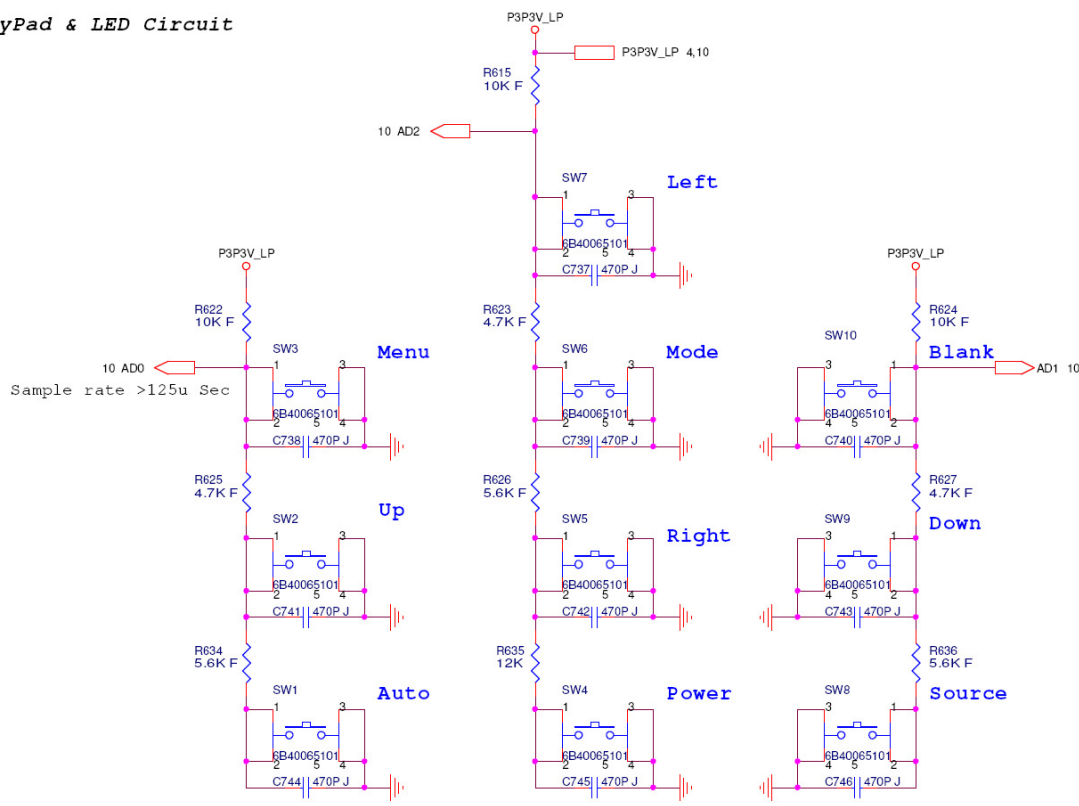 yPad & LED Circuit
P3P3V_LP
P3P3V_LP 4,10
R615
10K F
10 AD2
SW7
Left
1
3
6B40065101
2
5
4
C737
470P J
P3P3V_LP
P3P3V_LP
R622
10K F
R623
4.7K F
R624
10K F
SW3
Menu
SW6
Mode
SW10
Blank
10 AD0
1
3
1
3
3
1
AD1 10
Sample rate >125u Sec
6B40065101
6B40065101
6B40065101
2
5
4
2
5
4
4
5
2
C738
470P J
C739
470P J
C740
470P J
R625
4.7K F
R626
5.6K F
R627
4.7K F
SW2
Up
SW5
Right
SW9
Down
1
3
1
3
3
1
6B40065101
6B40065101
6B40065101
2
5
4
2
5
4
4
5
2
C741
470P J
C742
470P J
C743
470P J
R634
5.6K F
R635
12K
R636
5.6K F
SW1
Auto
SW4
Power
SW8
Source
1
3
1
3
3
1
6B40065101
6B40065101
6B40065101
2
5
4
2
5
4
4
5
2
C744
470P J
C745
470P J
C746
470P J